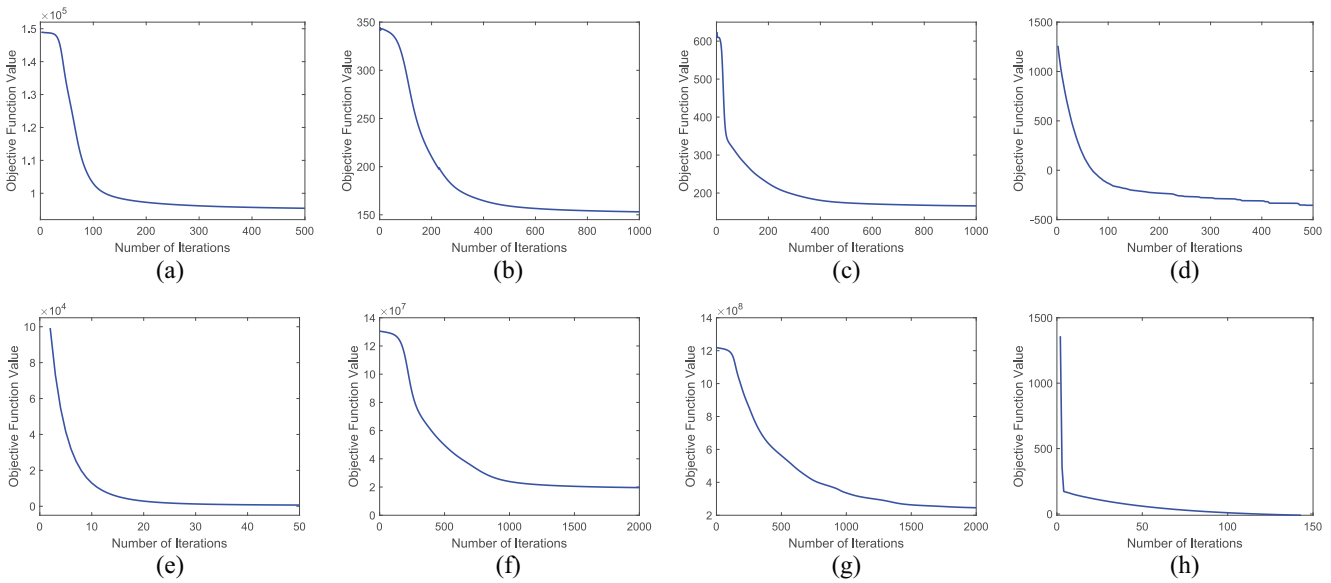 ×10⁵
Objective Function Value
1.5
1.4
1.3
1.2
1.1
1
0 100 200 300 400 500
Number of Iterations
(a)
Objective Function Value
350
300
250
200
150
0 200 400 600 800 1000
Number of Iterations
(b)
Objective Function Value
600
500
400
300
200
0 200 400 600 800 1000
Number of Iterations
(c)
Objective Function Value
1500
1000
500
0
-500
0 100 200 300 400 500
Number of Iterations
(d)
×10⁴
Objective Function Value
10
8
6
4
2
0
0 10 20 30 40 50
Number of Iterations
(e)
×10⁷
Objective Function Value
14
12
10
8
6
4
2
0
0 500 1000 1500 2000
Number of Iterations
(f)
×10⁸
Objective Function Value
14
12
10
8
6
4
2
0 500 1000 1500 2000
Number of Iterations
(g)
Objective Function Value
1500
1000
500
0
0 50 100 150
Number of Iterations
(h)